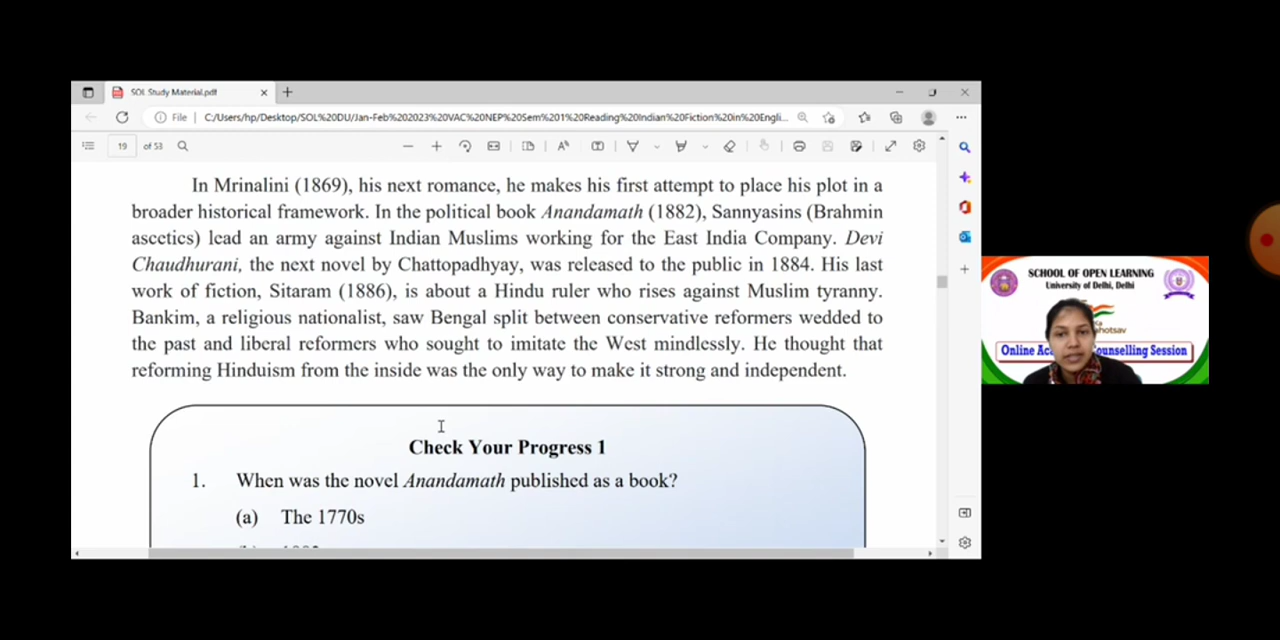 SOL Study Material.pdf
File
C:/Users/hp/Desktop/SOL%20DU/Jan-Feb%202023%20VAC%20NEP%20Sem%201%20Reading%20Indian%20Fiction%20in%20Engli...
19 of 53
In Mrinalini (1869), his next romance, he makes his first attempt to place his plot in a
broader historical framework. In the political book Anandamath (1882), Sannyasins (Brahmin
ascetics) lead an army against Indian Muslims working for the East India Company. Devi
Chaudhurani, the next novel by Chattopadhyay, was released to the public in 1884. His last
work of fiction, Sitaram (1886), is about a Hindu ruler who rises against Muslim tyranny.
Bankim, a religious nationalist, saw Bengal split between conservative reformers wedded to
the past and liberal reformers who sought to imitate the West mindlessly. He thought that
reforming Hinduism from the inside was the only way to make it strong and independent.
Check Your Progress 1
1. When was the novel Anandamath published as a book?
(a) The 1770s
SCHOOL OF OPEN LEARNING
University of Delhi, Delhi
Online
ounselling Session